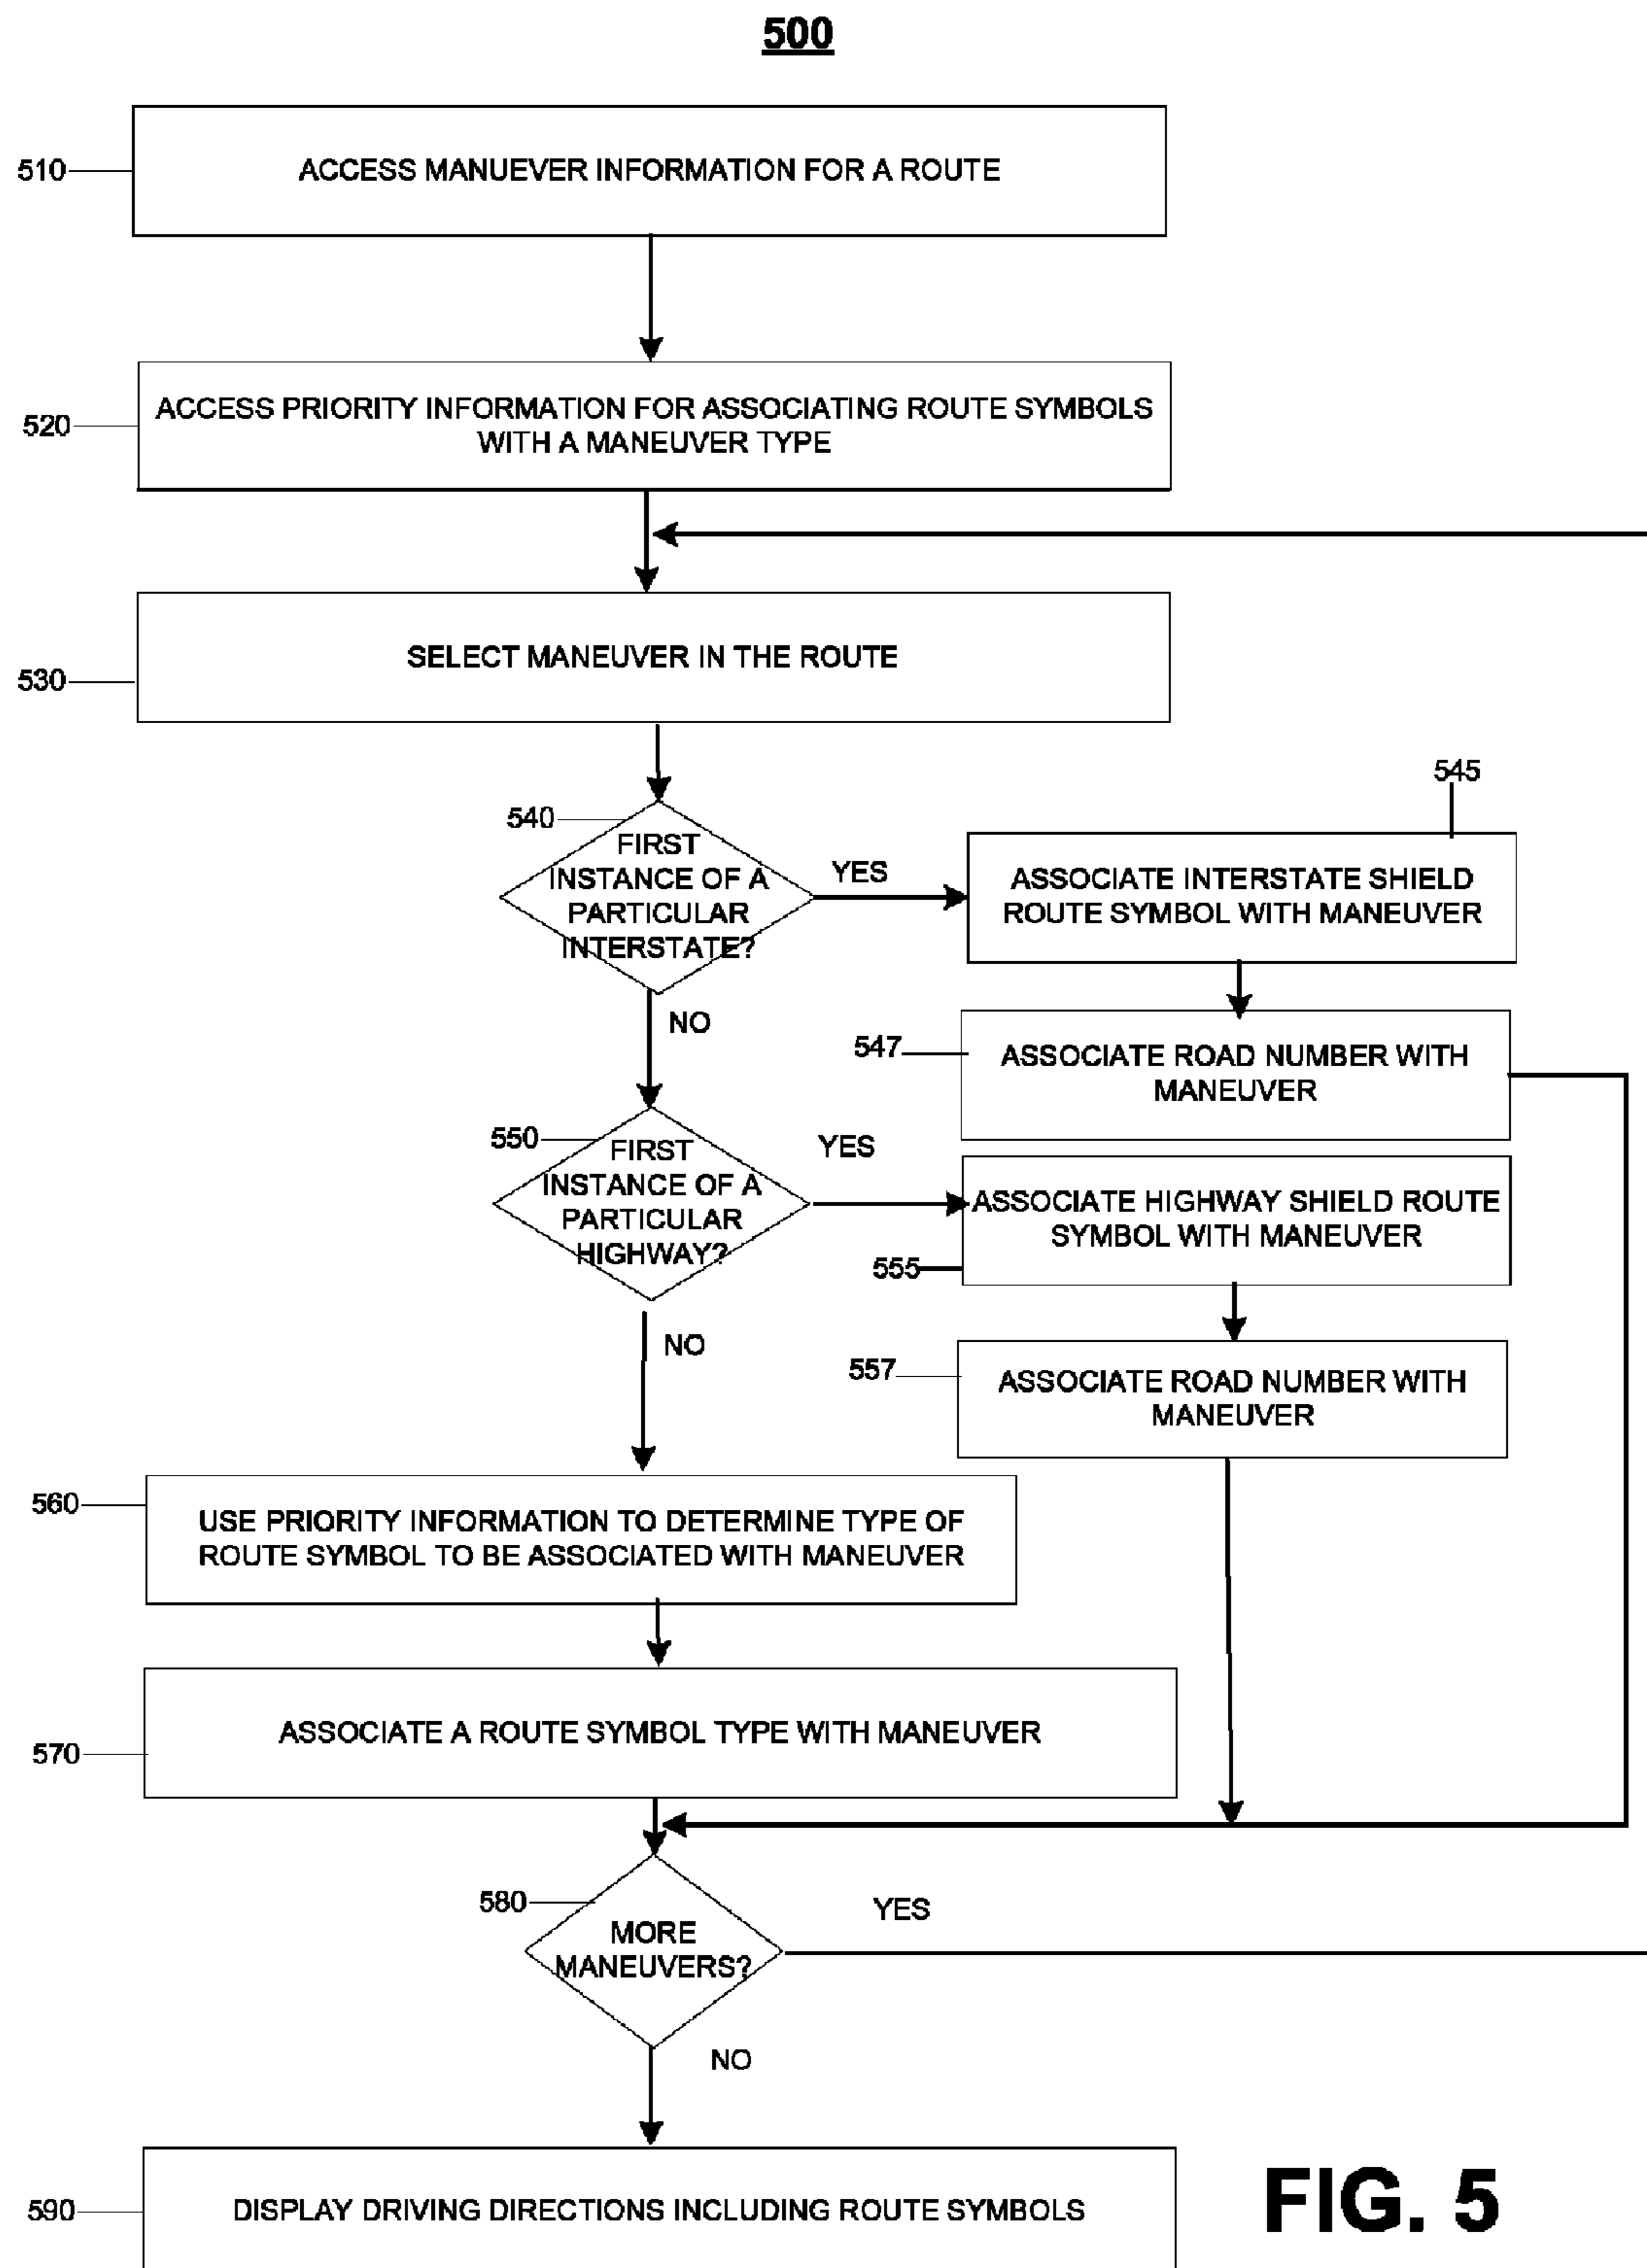 500
510
ACCESS MANUEVER INFORMATION FOR A ROUTE
520
ACCESS PRIORITY INFORMATION FOR ASSOCIATING ROUTE SYMBOLS
WITH A MANEUVER TYPE
530
SELECT MANEUVER IN THE ROUTE
540
FIRST
INSTANCE OF A
PARTICULAR
INTERSTATE?
YES
545
ASSOCIATE INTERSTATE SHIELD
ROUTE SYMBOL WITH MANEUVER
NO
547
ASSOCIATE ROAD NUMBER WITH
MANEUVER
550
FIRST
INSTANCE OF A
PARTICULAR
HIGHWAY?
YES
ASSOCIATE HIGHWAY SHIELD ROUTE
SYMBOL WITH MANEUVER
555
NO
557
ASSOCIATE ROAD NUMBER WITH
MANEUVER
560
USE PRIORITY INFORMATION TO DETERMINE TYPE OF
ROUTE SYMBOL TO BE ASSOCIATED WITH MANEUVER
570
ASSOCIATE A ROUTE SYMBOL TYPE WITH MANEUVER
580
MORE
MANEUVERS?
YES
NO
590
DISPLAY DRIVING DIRECTIONS INCLUDING ROUTE SYMBOLS
FIG. 5